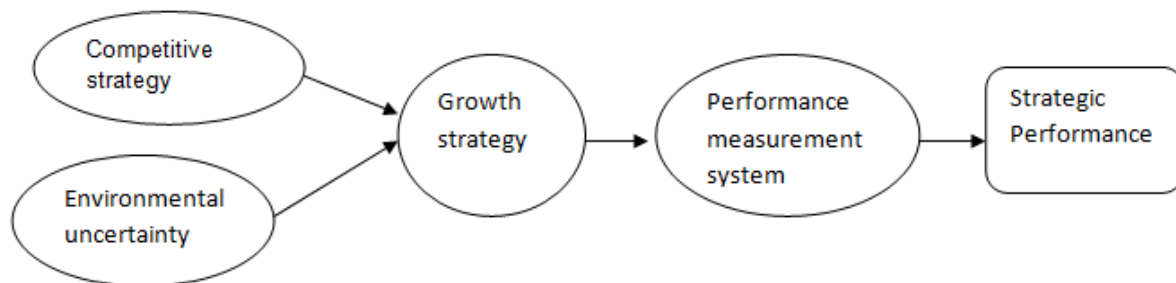 Competitive
strategy
Environmental
uncertainty
Growth
strategy
Performance
measurement
system
Strategic
Performance